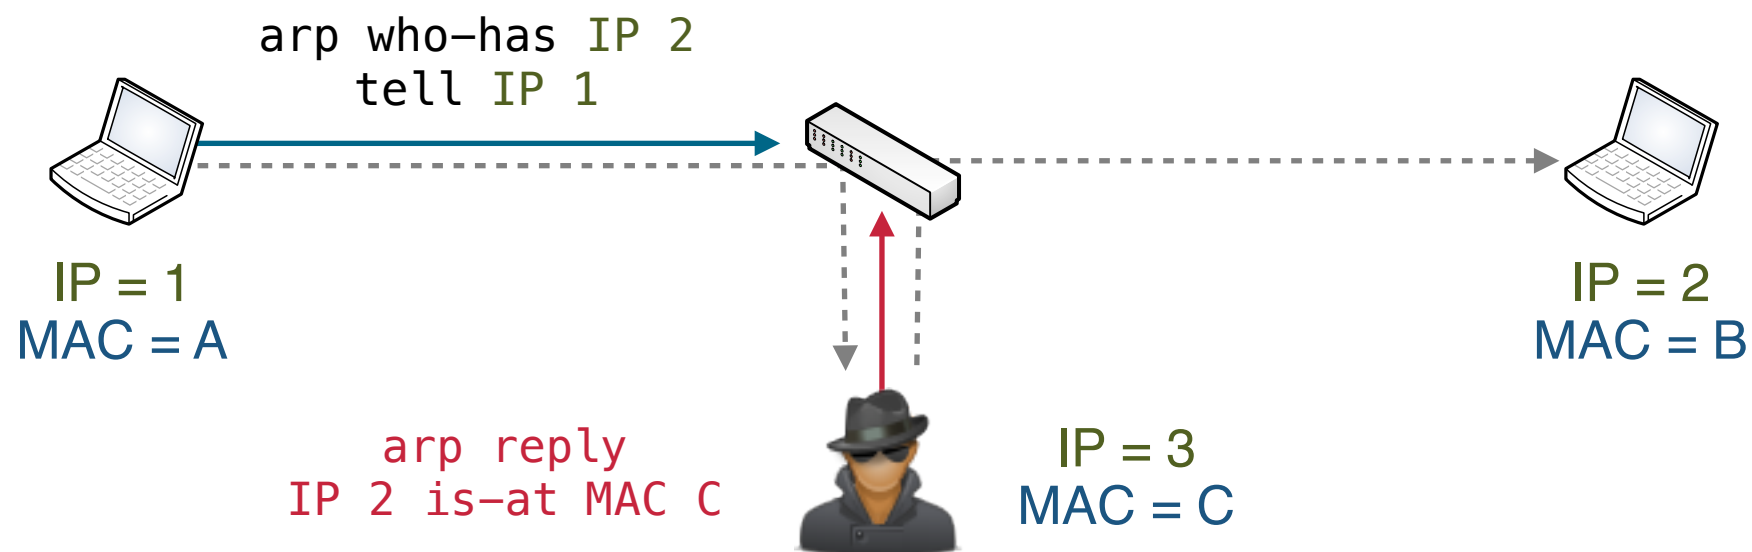 arp who-has IP 2
tell IP 1
IP = 1
MAC = A
IP = 2
MAC = B
arp reply
IP 2 is-at MAC C
IP = 3
MAC = C